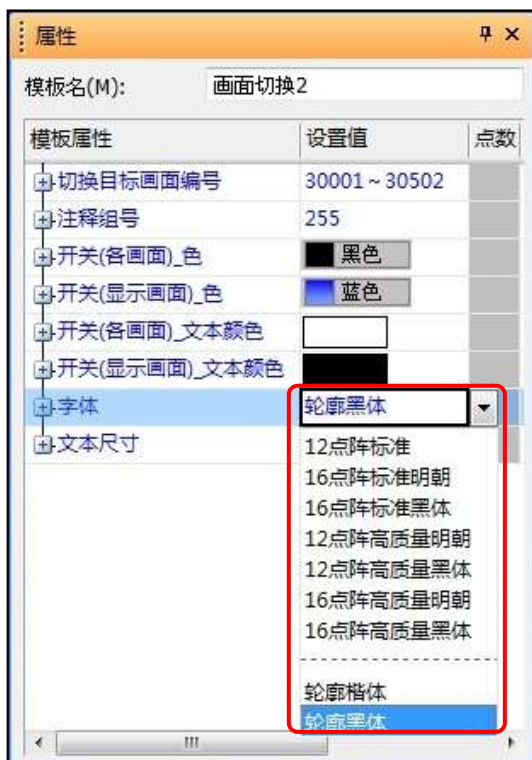 属性
模板名(M): 画面切换2
模板属性 设置值 点数
切换目标画面编号 30001~30502
注释组号 255
开关(各画面)_色 黑色
开关(显示画面)_色 蓝色
开关(各画面)_文本颜色
开关(显示画面)_文本颜色
字体 轮廓黑体
文本尺寸
12点阵标准
16点阵标准明朝
16点阵标准黑体
12点阵高质量明朝
12点阵高质量黑体
16点阵高质量明朝
16点阵高质量黑体
轮廓楷体
轮廓黑体